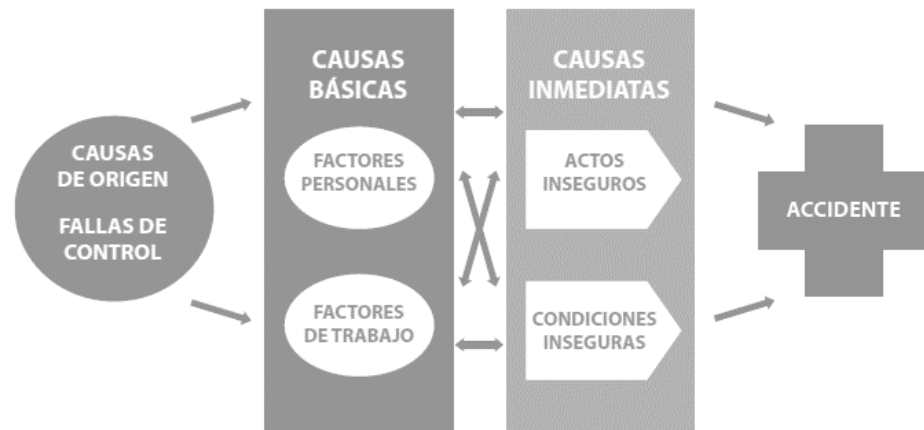 CAUSAS
DE ORIGEN
FALLAS DE
CONTROL
CAUSAS
BÁSICAS
FACTORES
PERSONALES
FACTORES
DE TRABAJO
CAUSAS
INMEDIATAS
ACTOS
INSEGUROS
CONDICIONES
INSEGURAS
ACCIDENTE